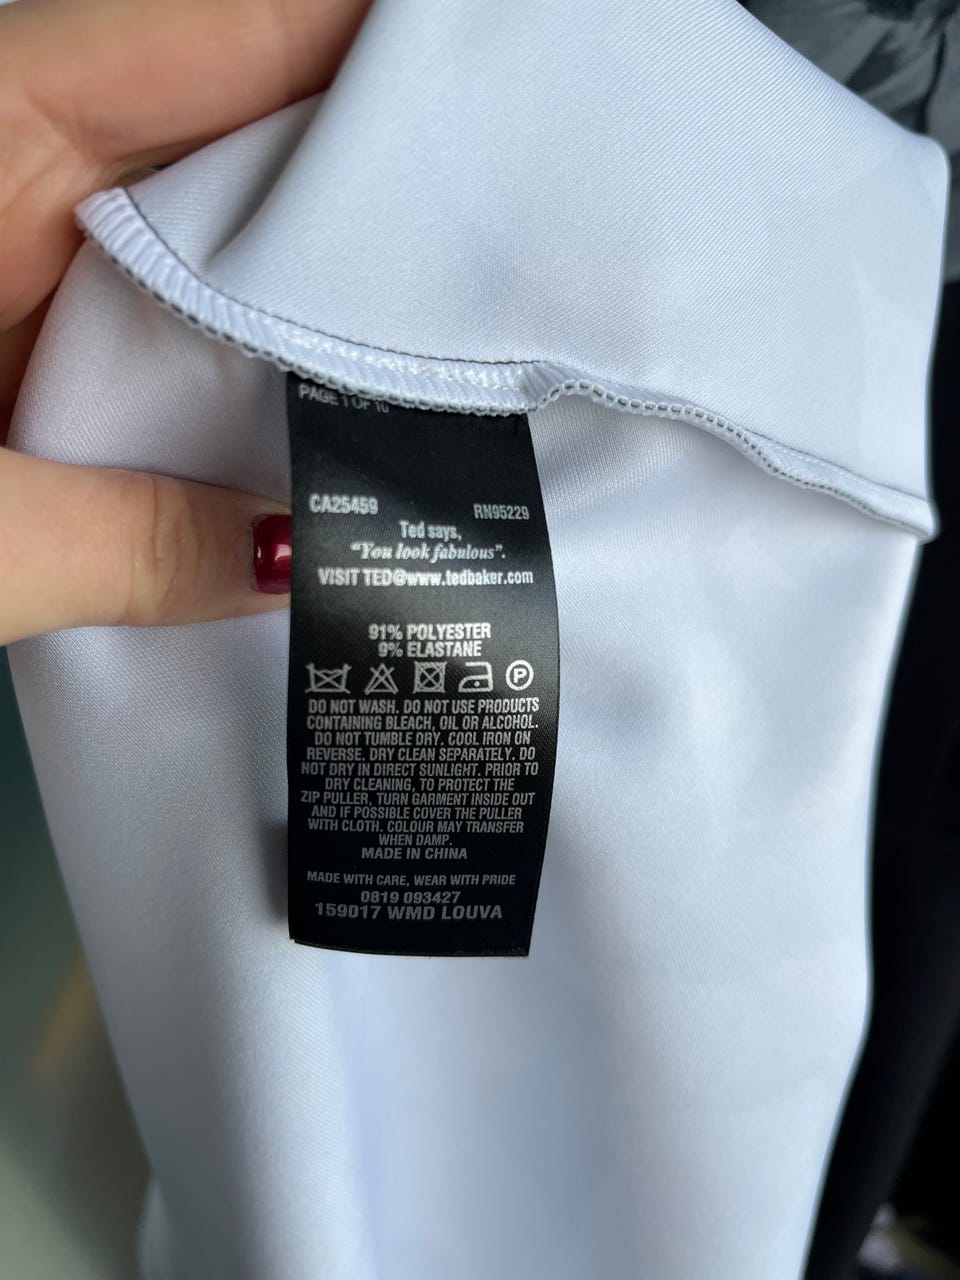 PAGE 1 OF 10
CA25459 RN95229
Ted says,
"You look fabulous".
VISIT TED@www.tedbaker.com
91% POLYESTER
9% ELASTANE
P
DO NOT WASH. DO NOT USE PRODUCTS
CONTAINING BLEACH, OIL OR ALCOHOL.
DO NOT TUMBLE DRY. COOL IRON ON
REVERSE. DRY CLEAN SEPARATELY. DO
NOT DRY IN DIRECT SUNLIGHT. PRIOR TO
DRY CLEANING, TO PROTECT THE
ZIP PULLER, TURN GARMENT INSIDE OUT
AND IF POSSIBLE COVER THE PULLER
WITH CLOTH. COLOUR MAY TRANSFER
WHEN DAMP.
MADE IN CHINA
MADE WITH CARE, WEAR WITH PRIDE
0819 093427
159017 WMD LOUVA